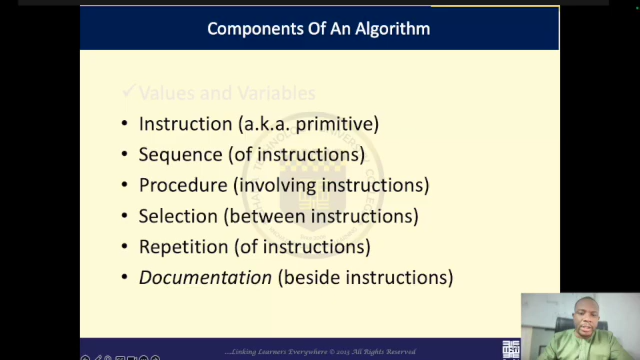 Components Of An Algorithm
✓ Values and Variables
• Instruction (a.k.a. primitive)
• Sequence (of instructions)
• Procedure (involving instructions)
• Selection (between instructions)
• Repetition (of instructions)
• Documentation (beside instructions)
....Linking Learners Everywhere © 2023 All Rights Reserved